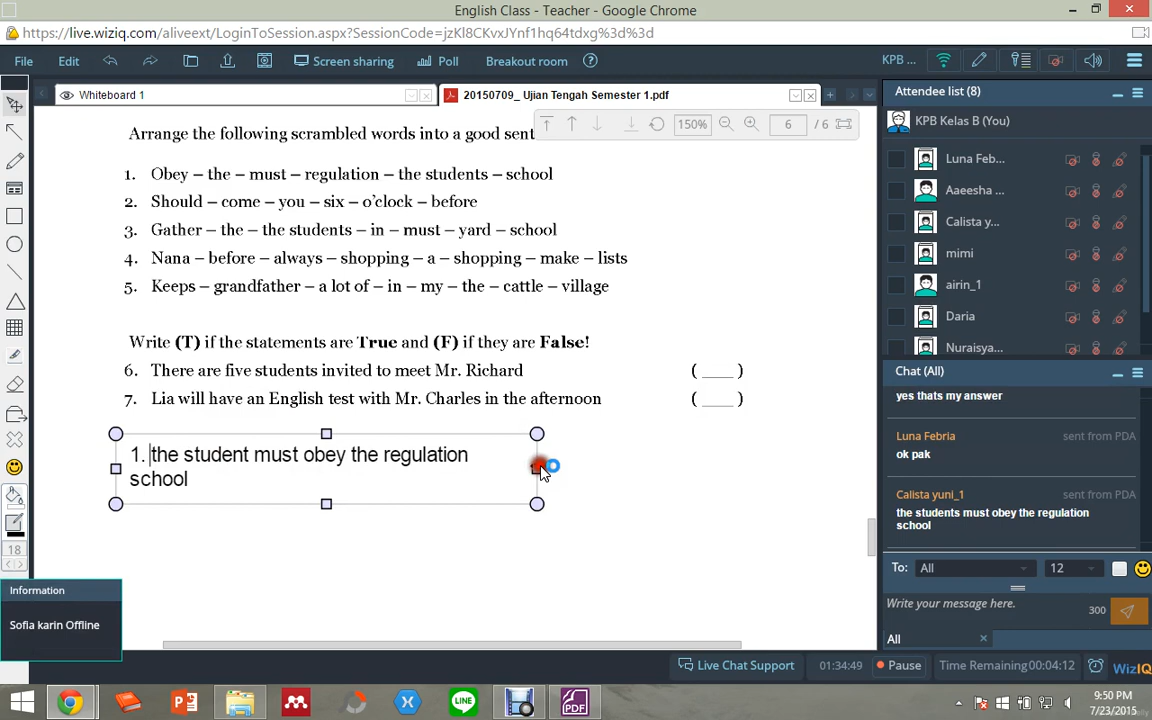 English Class - Teacher - Google Chrome
https://live.wiziq.com/aliveext/LoginToSession.aspx?SessionCode=jzKl8CKvxJYnf1hq64tdxg%3d%3d
File Edit Screen sharing Poll Breakout room KPB ...
Whiteboard 1
20150709_ Ujian Tengah Semester 1.pdf
150% 6 / 6
Arrange the following scrambled words into a good sent
1. Obey – the – must – regulation – the students – school
2. Should – come – you – six – o'clock – before
3. Gather – the – the students – in – must – yard – school
4. Nana – before – always – shopping – a – shopping – make – lists
5. Keeps – grandfather – a lot of – in – my – the – cattle – village
Write (T) if the statements are True and (F) if they are False!
6. There are five students invited to meet Mr. Richard ( ___ )
7. Lia will have an English test with Mr. Charles in the afternoon ( ___ )
1. the student must obey the regulation
school
18
Information
Sofia karin Offline
Attendee list (8)
KPB Kelas B (You)
Luna Feb...
Aaeesha ...
Calista y...
mimi
airin_1
Daria
Nuraisya...
Chat (All)
yes thats my answer
Luna Febria sent from PDA
ok pak
Calista yuni_1 sent from PDA
the students must obey the regulation
school
To: All 12
Write your message here. 300
All
Live Chat Support 01:34:49 Pause Time Remaining 00:04:12 WizIQ
P X LINE PDF
9:50 PM
7/23/2015